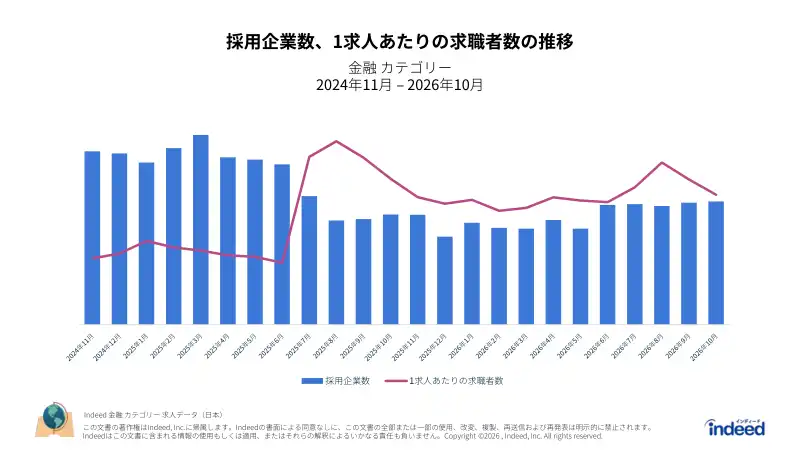 採用企業数、1求人あたりの求職者数の推移
金融 カテゴリー
2024年11月 – 2026年10月
2024年11月
2024年12月
2025年1月
2025年2月
2025年3月
2025年4月
2025年5月
2025年6月
2025年7月
2025年8月
2025年9月
2025年10月
2025年11月
2025年12月
2026年1月
2026年2月
2026年3月
2026年4月
2026年5月
2026年6月
2026年7月
2026年8月
2026年9月
2026年10月
採用企業数
1求人あたりの求職者数
Indeed 金融 カテゴリー 求人データ（日本）
この文書の著作権はIndeed, Inc.に帰属します。Indeedの書面による同意なしに、この文書の全部または一部の使用、改変、複製、再送信および再発表は明示的に禁止されます。
Indeedはこの文書に含まれる情報の使用もしくは適用、またはそれらの解釈によるいかなる責任も負いません。Copyright ©2026 , Indeed, Inc. All rights reserved.
インディード
indeed